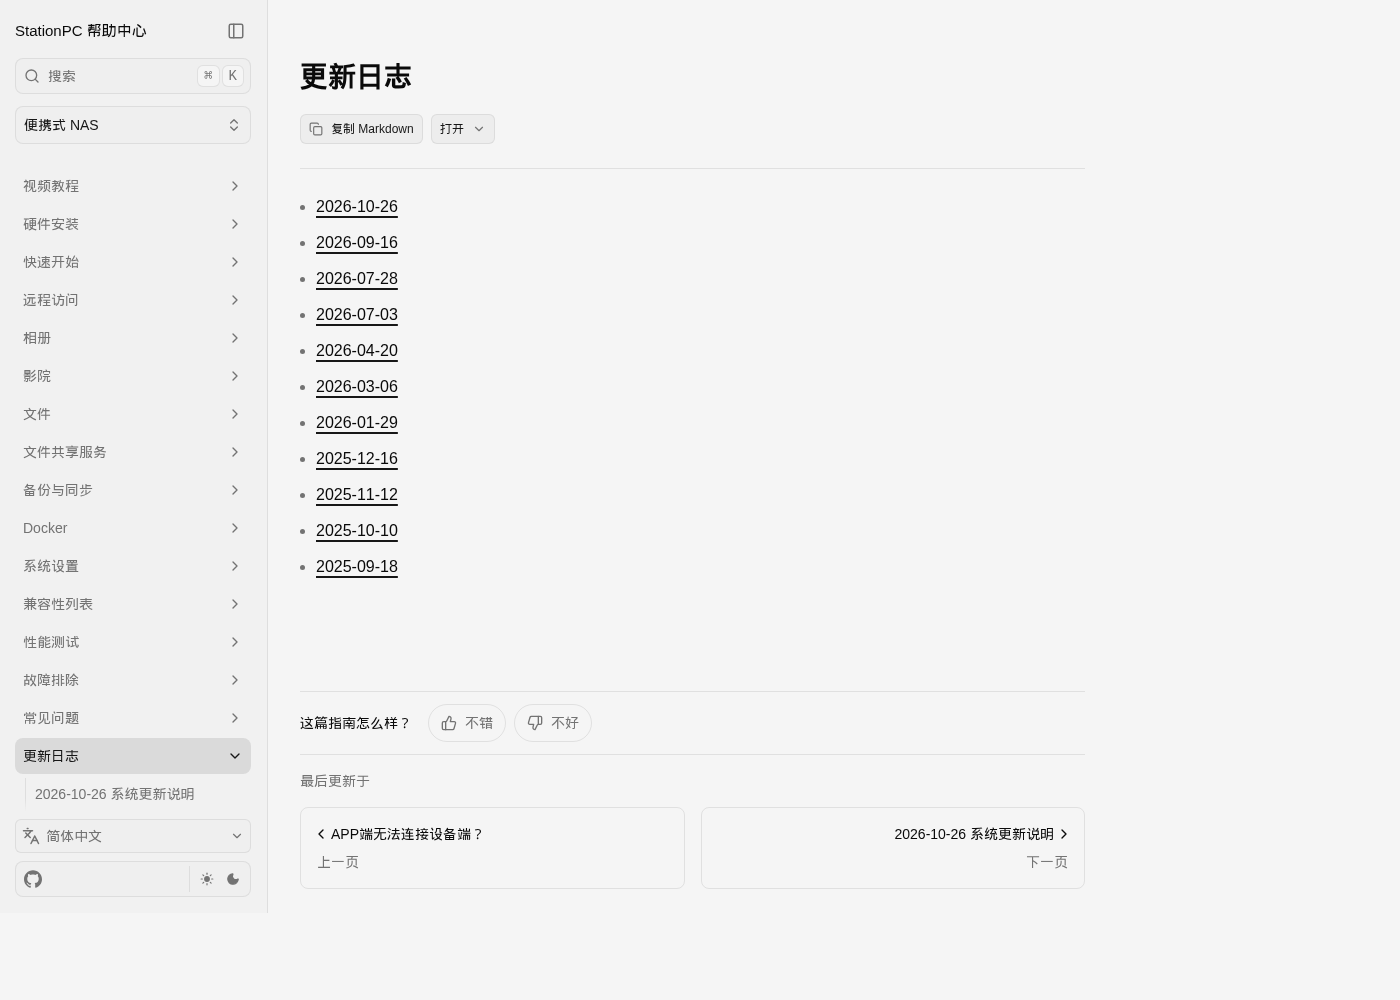 StationPC 帮助中心
搜索 ⌘ K
便携式 NAS
视频教程
硬件安装
快速开始
远程访问
相册
影院
文件
文件共享服务
备份与同步
Docker
系统设置
兼容性列表
性能测试
故障排除
常见问题
更新日志
2026-10-26 系统更新说明
简体中文
更新日志
复制 Markdown
打开
2026-10-26
2026-09-16
2026-07-28
2026-07-03
2026-04-20
2026-03-06
2026-01-29
2025-12-16
2025-11-12
2025-10-10
2025-09-18
这篇指南怎么样？
不错
不好
最后更新于
APP端无法连接设备端？
上一页
2026-10-26 系统更新说明
下一页